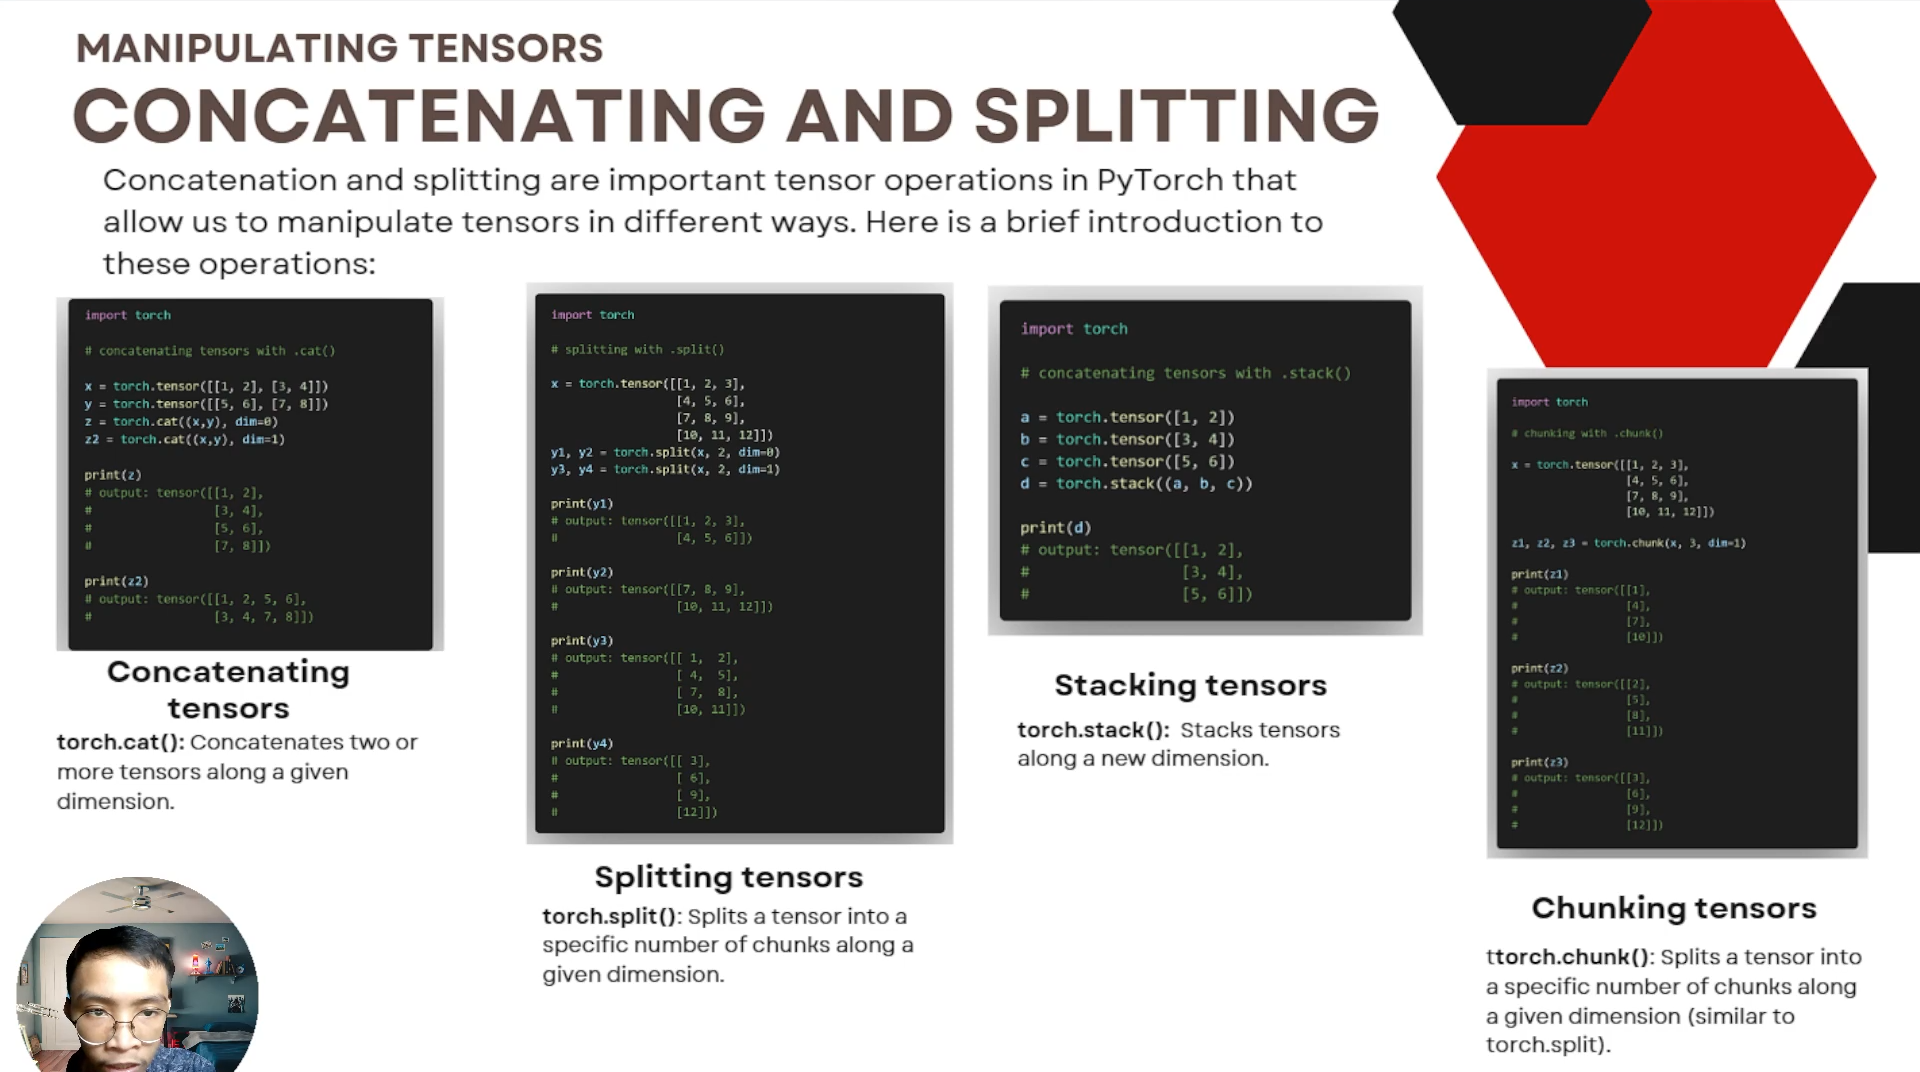 MANIPULATING TENSORS
CONCATENATING AND SPLITTING
Concatenation and splitting are important tensor operations in PyTorch that
allow us to manipulate tensors in different ways. Here is a brief introduction to
these operations:
import torch
# concatenating tensors with .cat()
x = torch.tensor([[1, 2], [3, 4]])
y = torch.tensor([[5, 6], [7, 8]])
z = torch.cat((x,y), dim=0)
z2 = torch.cat((x,y), dim=1)
print(z)
# output: tensor([[1, 2],
# [3, 4],
# [5, 6],
# [7, 8]])
print(z2)
# output: tensor([[1, 2, 5, 6],
# [3, 4, 7, 8]])
Concatenating
tensors
torch.cat(): Concatenates two or
more tensors along a given
dimension.
import torch
# splitting with .split()
x = torch.tensor([[1, 2, 3],
[4, 5, 6],
[7, 8, 9],
[10, 11, 12]])
y1, y2 = torch.split(x, 2, dim=0)
y3, y4 = torch.split(x, 2, dim=1)
print(y1)
# output: tensor([[1, 2, 3],
# [4, 5, 6]])
print(y2)
# output: tensor([[7, 8, 9],
# [10, 11, 12]])
print(y3)
# output: tensor([[ 1, 2],
# [ 4, 5],
# [ 7, 8],
# [10, 11]])
print(y4)
# output: tensor([[ 3],
# [ 6],
# [ 9],
# [12]])
Splitting tensors
torch.split(): Splits a tensor into a
specific number of chunks along a
given dimension.
import torch
# concatenating tensors with .stack()
a = torch.tensor([1, 2])
b = torch.tensor([3, 4])
c = torch.tensor([5, 6])
d = torch.stack((a, b, c))
print(d)
# output: tensor([[1, 2],
# [3, 4],
# [5, 6]])
Stacking tensors
torch.stack(): Stacks tensors
along a new dimension.
import torch
# chunking with .chunk()
x = torch.tensor([[1, 2, 3],
[4, 5, 6],
[7, 8, 9],
[10, 11, 12]])
z1, z2, z3 = torch.chunk(x, 3, dim=1)
print(z1)
# output: tensor([[1],
# [4],
# [7],
# [10]])
print(z2)
# output: tensor([[2],
# [5],
# [8],
# [11]])
print(z3)
# output: tensor([[3],
# [6],
# [9],
# [12]])
Chunking tensors
ttorch.chunk(): Splits a tensor into
a specific number of chunks along
a given dimension (similar to
torch.split).